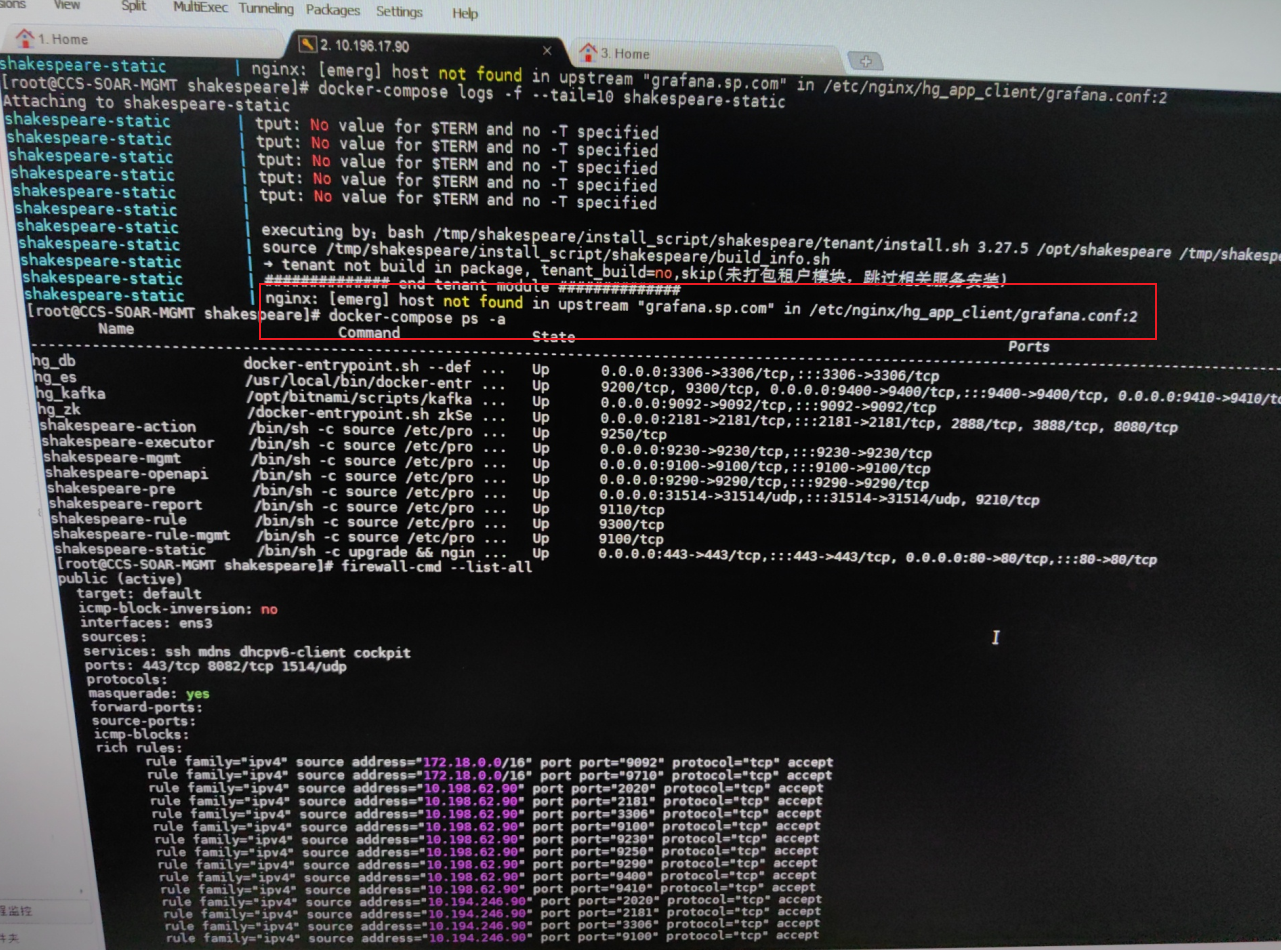 View Split MultiExec Tunneling Packages Settings Help
1. Home 2. 10.196.17.90 × 3. Home
shakespeare-static | nginx: [emerg] host not found in upstream "grafana.sp.com" in /etc/nginx/hg_app_client/grafana.conf:2
[root@CCS-SOAR-MGMT shakespeare]# docker-compose logs -f --tail=10 shakespeare-static
Attaching to shakespeare-static
shakespeare-static | tput: No value for $TERM and no -T specified
shakespeare-static | tput: No value for $TERM and no -T specified
shakespeare-static | tput: No value for $TERM and no -T specified
shakespeare-static | tput: No value for $TERM and no -T specified
shakespeare-static | tput: No value for $TERM and no -T specified
shakespeare-static |
shakespeare-static | executing by: bash /tmp/shakespeare/install_script/shakespeare/tenant/install.sh 3.27.5 /opt/shakespeare /tmp/shakes
shakespeare-static | source /tmp/shakespeare/install_script/shakespeare/build_info.sh
shakespeare-static | → tenant not build in package, tenant_build=no,skip(未打包租户模块，跳过相关服务安装)
shakespeare-static | ############## end tenant module ##############
shakespeare-static | nginx: [emerg] host not found in upstream "grafana.sp.com" in /etc/nginx/hg_app_client/grafana.conf:2
[root@CCS-SOAR-MGMT shakespeare]# docker-compose ps -a
Name Command State Ports
hg_db docker-entrypoint.sh --def ... Up 0.0.0.0:3306->3306/tcp,:::3306->3306/tcp
hg_es /usr/local/bin/docker-entr ... Up 9200/tcp, 9300/tcp, 0.0.0.0:9400->9400/tcp,:::9400->9400/tcp, 0.0.0.0:9410->9410/tc
hg_kafka /opt/bitnami/scripts/kafka ... Up 0.0.0.0:9092->9092/tcp,:::9092->9092/tcp
hg_zk /docker-entrypoint.sh zkSe ... Up 0.0.0.0:2181->2181/tcp,:::2181->2181/tcp, 2888/tcp, 3888/tcp, 8080/tcp
shakespeare-action /bin/sh -c source /etc/pro ... Up 9250/tcp
shakespeare-executor /bin/sh -c source /etc/pro ... Up 0.0.0.0:9230->9230/tcp,:::9230->9230/tcp
shakespeare-mgmt /bin/sh -c source /etc/pro ... Up 0.0.0.0:9100->9100/tcp,:::9100->9100/tcp
shakespeare-openapi /bin/sh -c source /etc/pro ... Up 0.0.0.0:9290->9290/tcp,:::9290->9290/tcp
shakespeare-pre /bin/sh -c source /etc/pro ... Up 0.0.0.0:31514->31514/udp,:::31514->31514/udp, 9210/tcp
shakespeare-report /bin/sh -c source /etc/pro ... Up 9110/tcp
shakespeare-rule /bin/sh -c source /etc/pro ... Up 9300/tcp
shakespeare-rule-mgmt /bin/sh -c source /etc/pro ... Up 9100/tcp
shakespeare-static /bin/sh -c upgrade && ngin ... Up 0.0.0.0:443->443/tcp,:::443->443/tcp, 0.0.0.0:80->80/tcp,:::80->80/tcp
[root@CCS-SOAR-MGMT shakespeare]# firewall-cmd --list-all
public (active)
target: default
icmp-block-inversion: no
interfaces: ens3
sources:
services: ssh mdns dhcpv6-client cockpit
ports: 443/tcp 8082/tcp 1514/udp
protocols:
masquerade: yes
forward-ports:
source-ports:
icmp-blocks:
rich rules:
rule family="ipv4" source address="172.18.0.0/16" port port="9092" protocol="tcp" accept
rule family="ipv4" source address="172.18.0.0/16" port port="9710" protocol="tcp" accept
rule family="ipv4" source address="10.198.62.90" port port="2020" protocol="tcp" accept
rule family="ipv4" source address="10.198.62.90" port port="2181" protocol="tcp" accept
rule family="ipv4" source address="10.198.62.90" port port="3306" protocol="tcp" accept
rule family="ipv4" source address="10.198.62.90" port port="9100" protocol="tcp" accept
rule family="ipv4" source address="10.198.62.90" port port="9230" protocol="tcp" accept
rule family="ipv4" source address="10.198.62.90" port port="9250" protocol="tcp" accept
rule family="ipv4" source address="10.198.62.90" port port="9290" protocol="tcp" accept
rule family="ipv4" source address="10.198.62.90" port port="9400" protocol="tcp" accept
rule family="ipv4" source address="10.198.62.90" port port="9410" protocol="tcp" accept
rule family="ipv4" source address="10.194.246.90" port port="2020" protocol="tcp" accept
rule family="ipv4" source address="10.194.246.90" port port="2181" protocol="tcp" accept
rule family="ipv4" source address="10.194.246.90" port port="3306" protocol="tcp" accept
rule family="ipv4" source address="10.194.246.90" port port="9100" protocol="tcp" accept